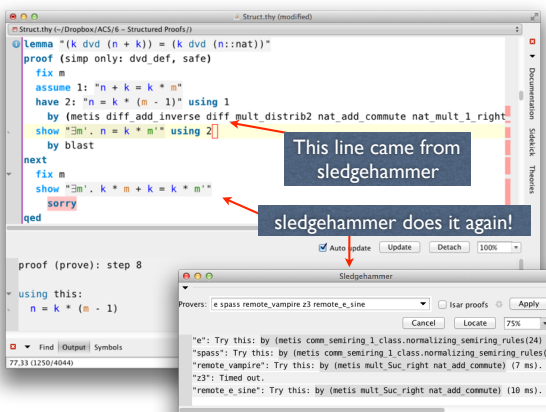 Struct.thy (modified)
Struct.thy (~/Dropbox/ACS/6 – Structured Proofs/)
lemma "(k dvd (n + k)) = (k dvd (n::nat))"
proof (simp only: dvd_def, safe)
fix m
assume 1: "n + k = k * m"
have 2: "n = k * (m - 1)" using 1
by (metis diff_add_inverse diff_mult_distrib2 nat_add_commute nat_mult_1_right
show "∃m'. n = k * m'" using 2
by blast
next
fix m
show "∃m'. k * m + k = k * m'"
sorry
qed
This line came from
sledgehammer
sledgehammer does it again!
Documentation
Sidekick
Theories
Auto update
Update
Detach
100%
proof (prove): step 8
using this:
n = k * (m - 1)
Find
Output
Symbols
77,33 (1250/4044)
Sledgehammer
Provers: e spass remote_vampire z3 remote_e_sine
Isar proofs
Apply
Cancel
Locate
75%
"e": Try this: by (metis comm_semiring_1_class.normalizing_semiring_rules(24)
"spass": Try this: by (metis comm_semiring_1_class.normalizing_semiring_rules(
"remote_vampire": Try this: by (metis mult_Suc_right nat_add_commute) (7 ms).
"z3": Timed out.
"remote_e_sine": Try this: by (metis mult_Suc_right nat_add_commute) (10 ms).